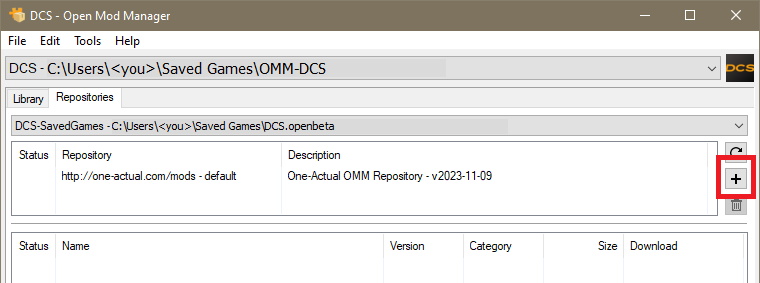 DCS - Open Mod Manager
File Edit Tools Help
DCS - C:\Users\<you>\Saved Games\OMM-DCS
DCS
Library Repositories
DCS-SavedGames - C:\Users\<you>\Saved Games\DCS.openbeta
Status Repository Description
http://one-actual.com/mods - default One-Actual OMM Repository - v2023-11-09
Status Name Version Category Size Download